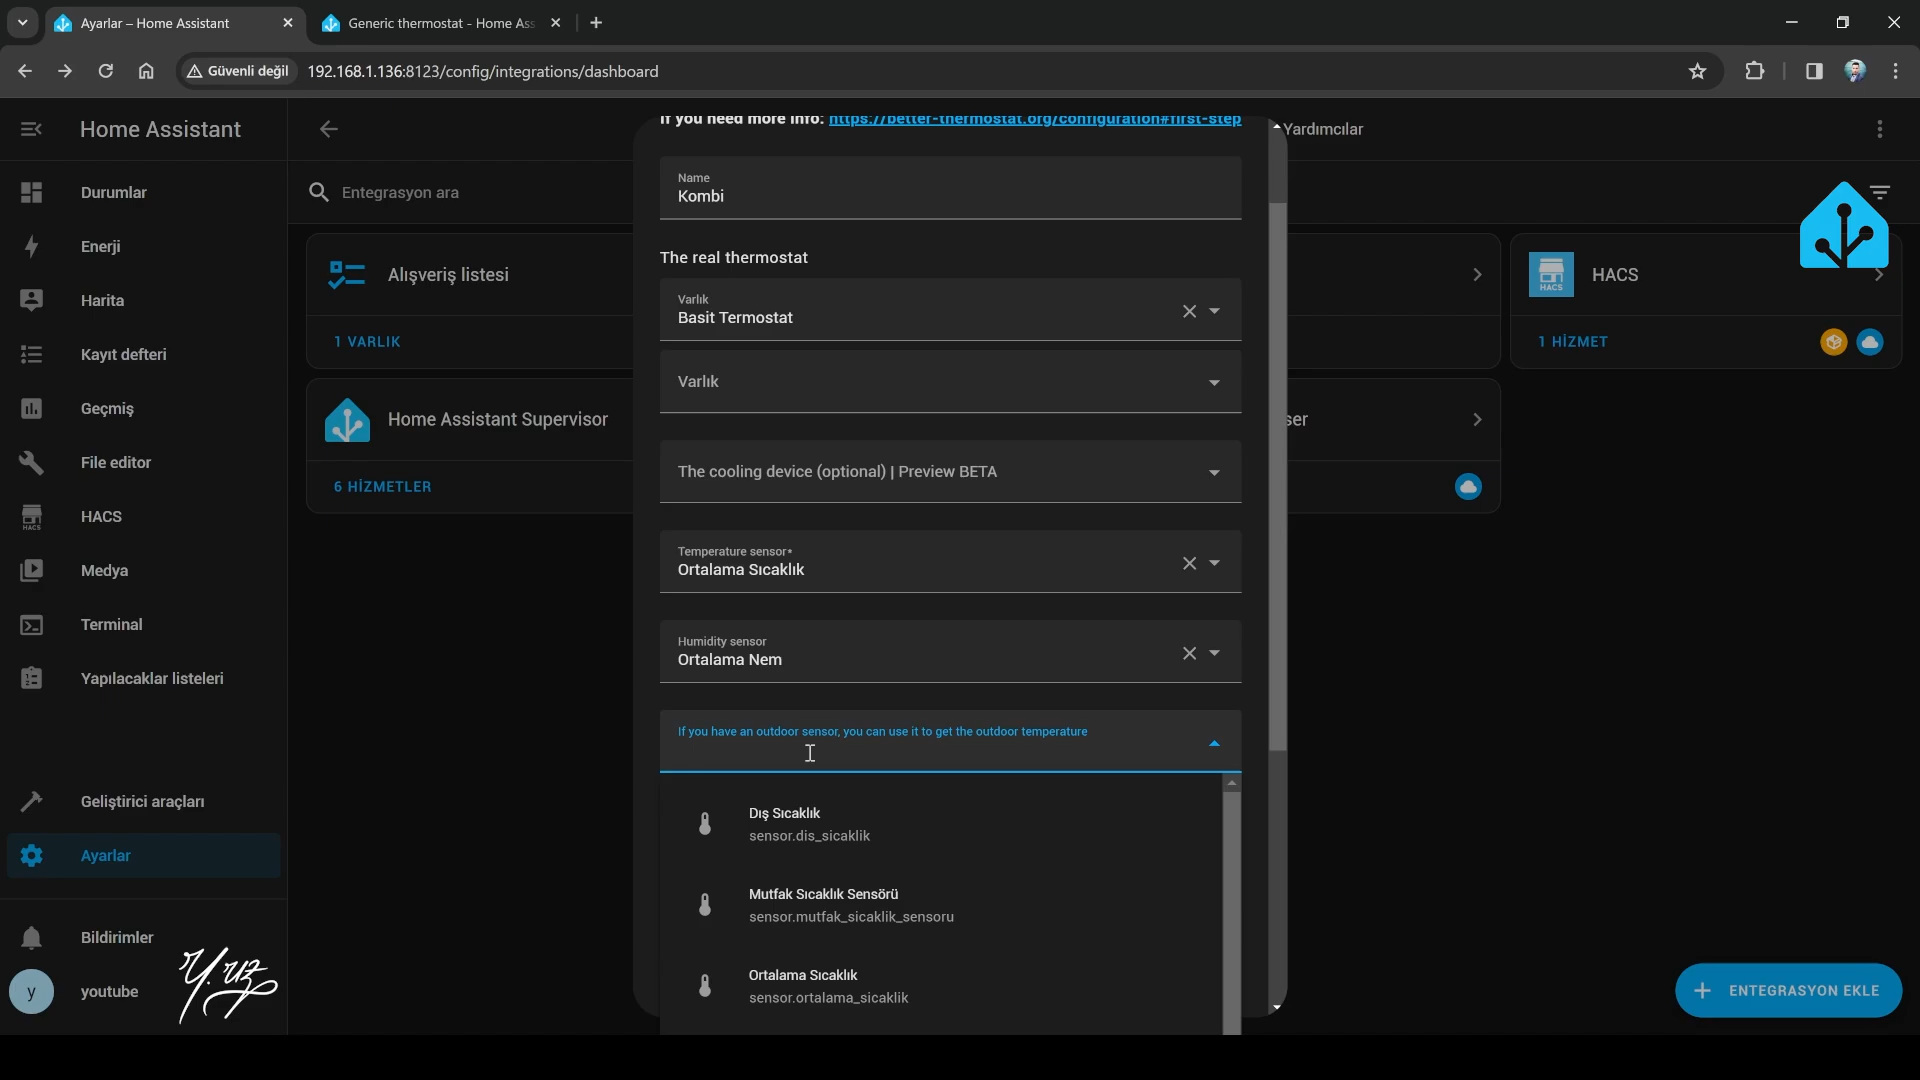 Ayarlar – Home Assistant
Generic thermostat - Home Ass
Güvenli değil
192.168.1.136:8123/config/integrations/dashboard
Home Assistant
Durumlar
Enerji
Harita
Kayıt defteri
Geçmiş
File editor
HACS
HACS
Medya
Terminal
Yapılacaklar listeleri
Geliştirici araçları
Ayarlar
Bildirimler
y
youtube
Y.uz
Yardımcılar
Entegrasyon ara
Alışveriş listesi
1 VARLIK
Home Assistant Supervisor
6 HİZMETLER
HACS
HACS
1 HİZMET
ser
If you need more info: https://better-thermostat.org/configuration#first-step
Name
Kombi
The real thermostat
Varlık
Basit Termostat
Varlık
The cooling device (optional) | Preview BETA
Temperature sensor*
Ortalama Sıcaklık
Humidity sensor
Ortalama Nem
If you have an outdoor sensor, you can use it to get the outdoor temperature
Dış Sıcaklık
sensor.dis_sicaklik
Mutfak Sıcaklık Sensörü
sensor.mutfak_sicaklik_sensoru
Ortalama Sıcaklık
sensor.ortalama_sicaklik
ENTEGRASYON EKLE